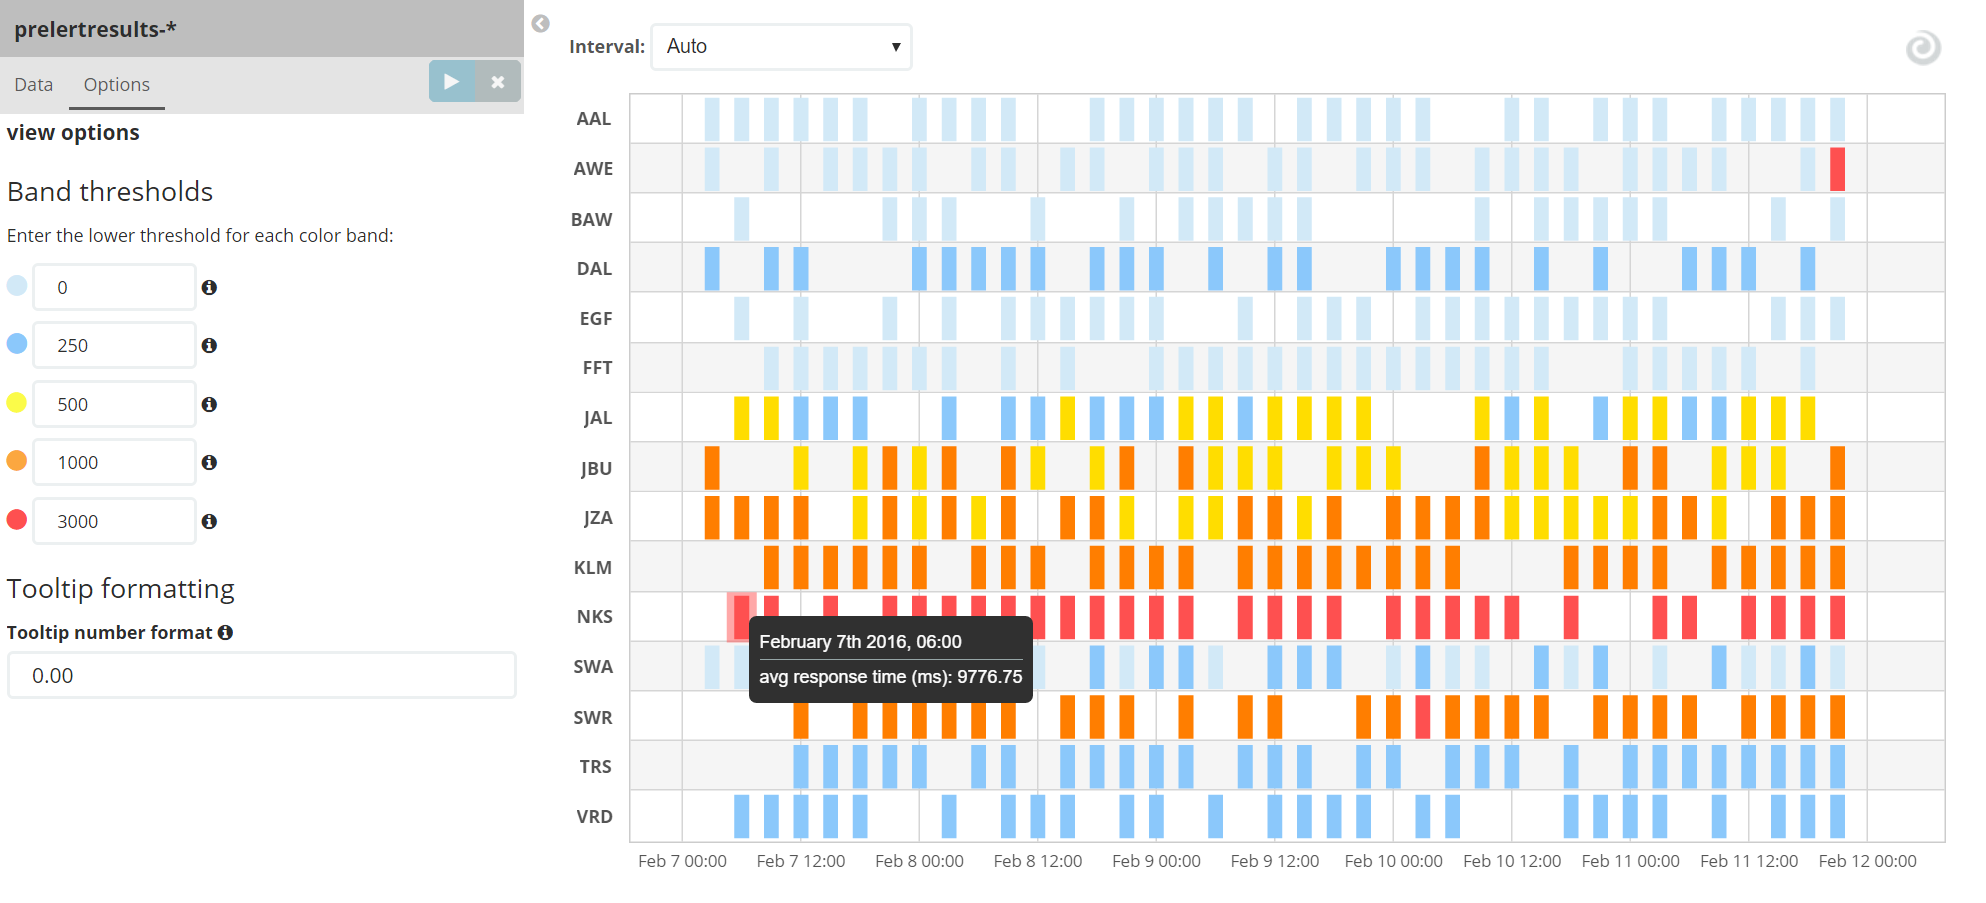 prelertresults-*
Data Options
view options
Band thresholds
Enter the lower threshold for each color band:
0
250
500
1000
3000
Tooltip formatting
Tooltip number format
0.00
Interval: Auto
AAL
AWE
BAW
DAL
EGF
FFT
JAL
JBU
JZA
KLM
NKS
February 7th 2016, 06:00
avg response time (ms): 9776.75
SWA
SWR
TRS
VRD
Feb 7 00:00 Feb 7 12:00 Feb 8 00:00 Feb 8 12:00 Feb 9 00:00 Feb 9 12:00 Feb 10 00:00 Feb 10 12:00 Feb 11 00:00 Feb 11 12:00 Feb 12 00:00